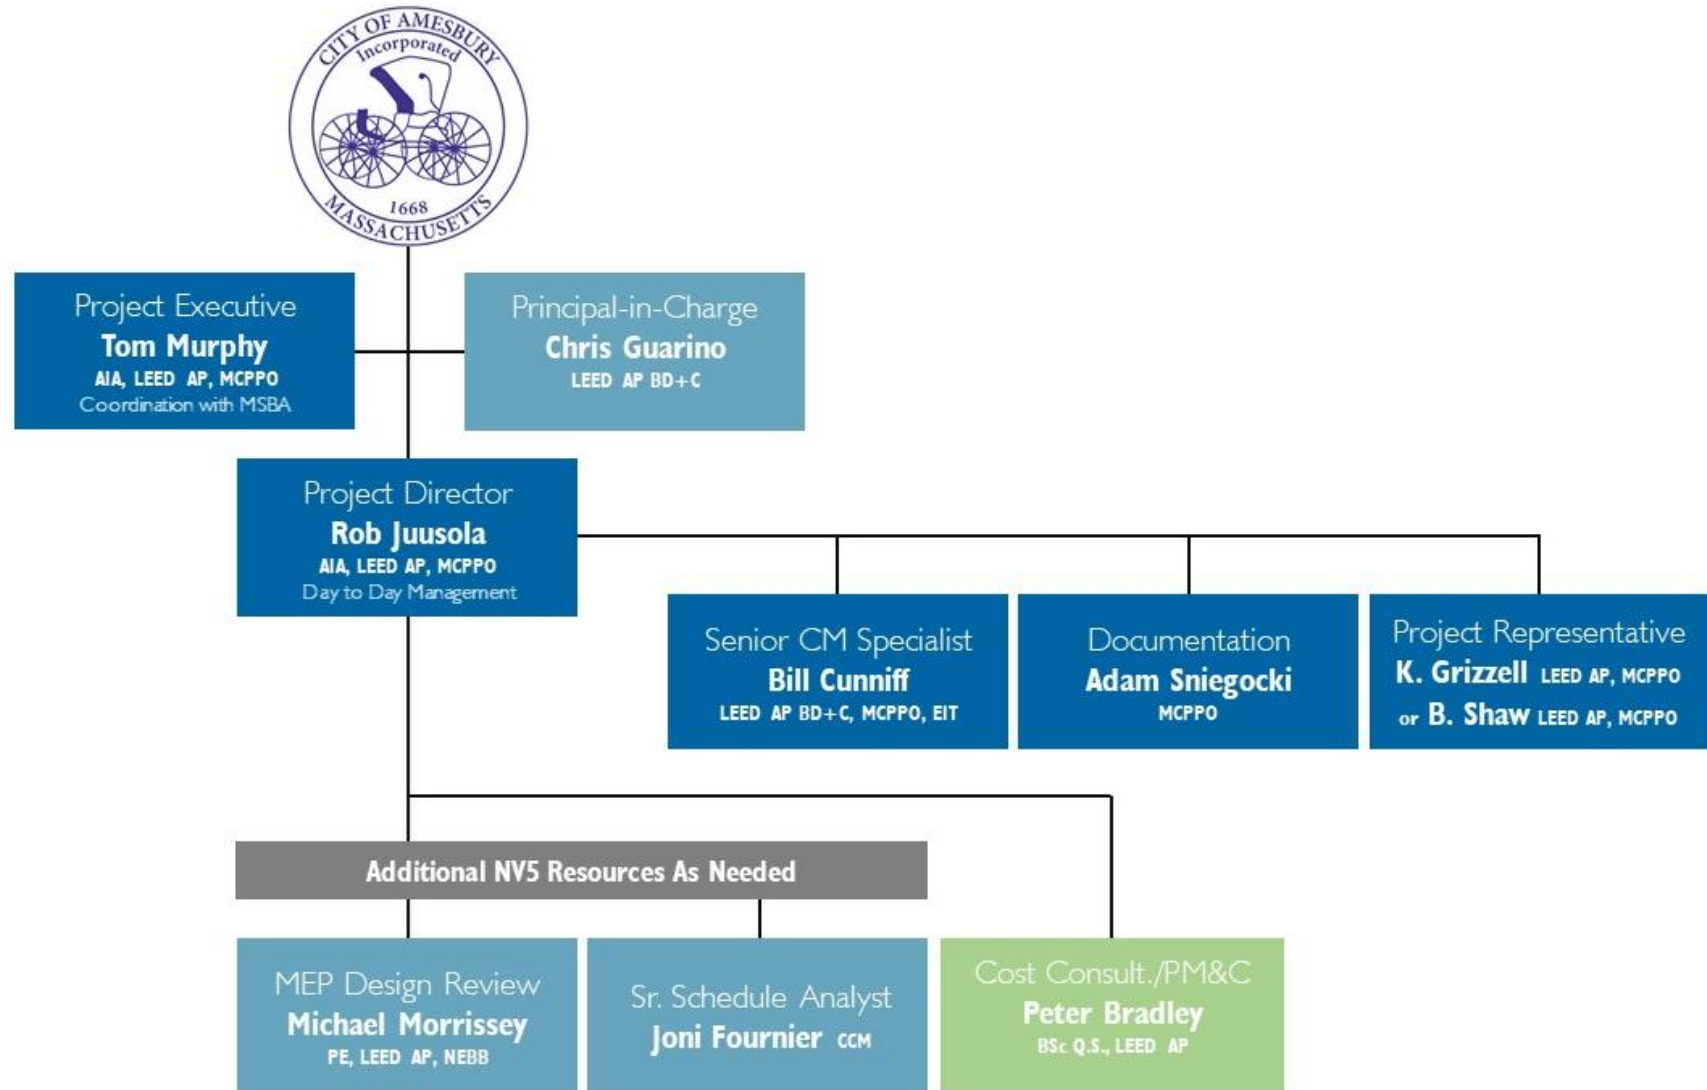 CITY OF AMESBURY
Incorporated
1668
MASSACHUSETTS
Project Executive
Tom Murphy
AIA, LEED AP, MCPPO
Coordination with MSBA
Principal-in-Charge
Chris Guarino
LEED AP BD+C
Project Director
Rob Juusola
AIA, LEED AP, MCPPO
Day to Day Management
Senior CM Specialist
Bill Cunniff
LEED AP BD+C, MCPPO, EIT
Documentation
Adam Sniegocki
MCPPO
Project Representative
K. Grizzell LEED AP, MCPPO
or B. Shaw LEED AP, MCPPO
Additional NV5 Resources As Needed
MEP Design Review
Michael Morrissey
PE, LEED AP, NEBB
Sr. Schedule Analyst
Joni Fournier CCM
Cost Consult./PM&C
Peter Bradley
BSc Q.S., LEED AP